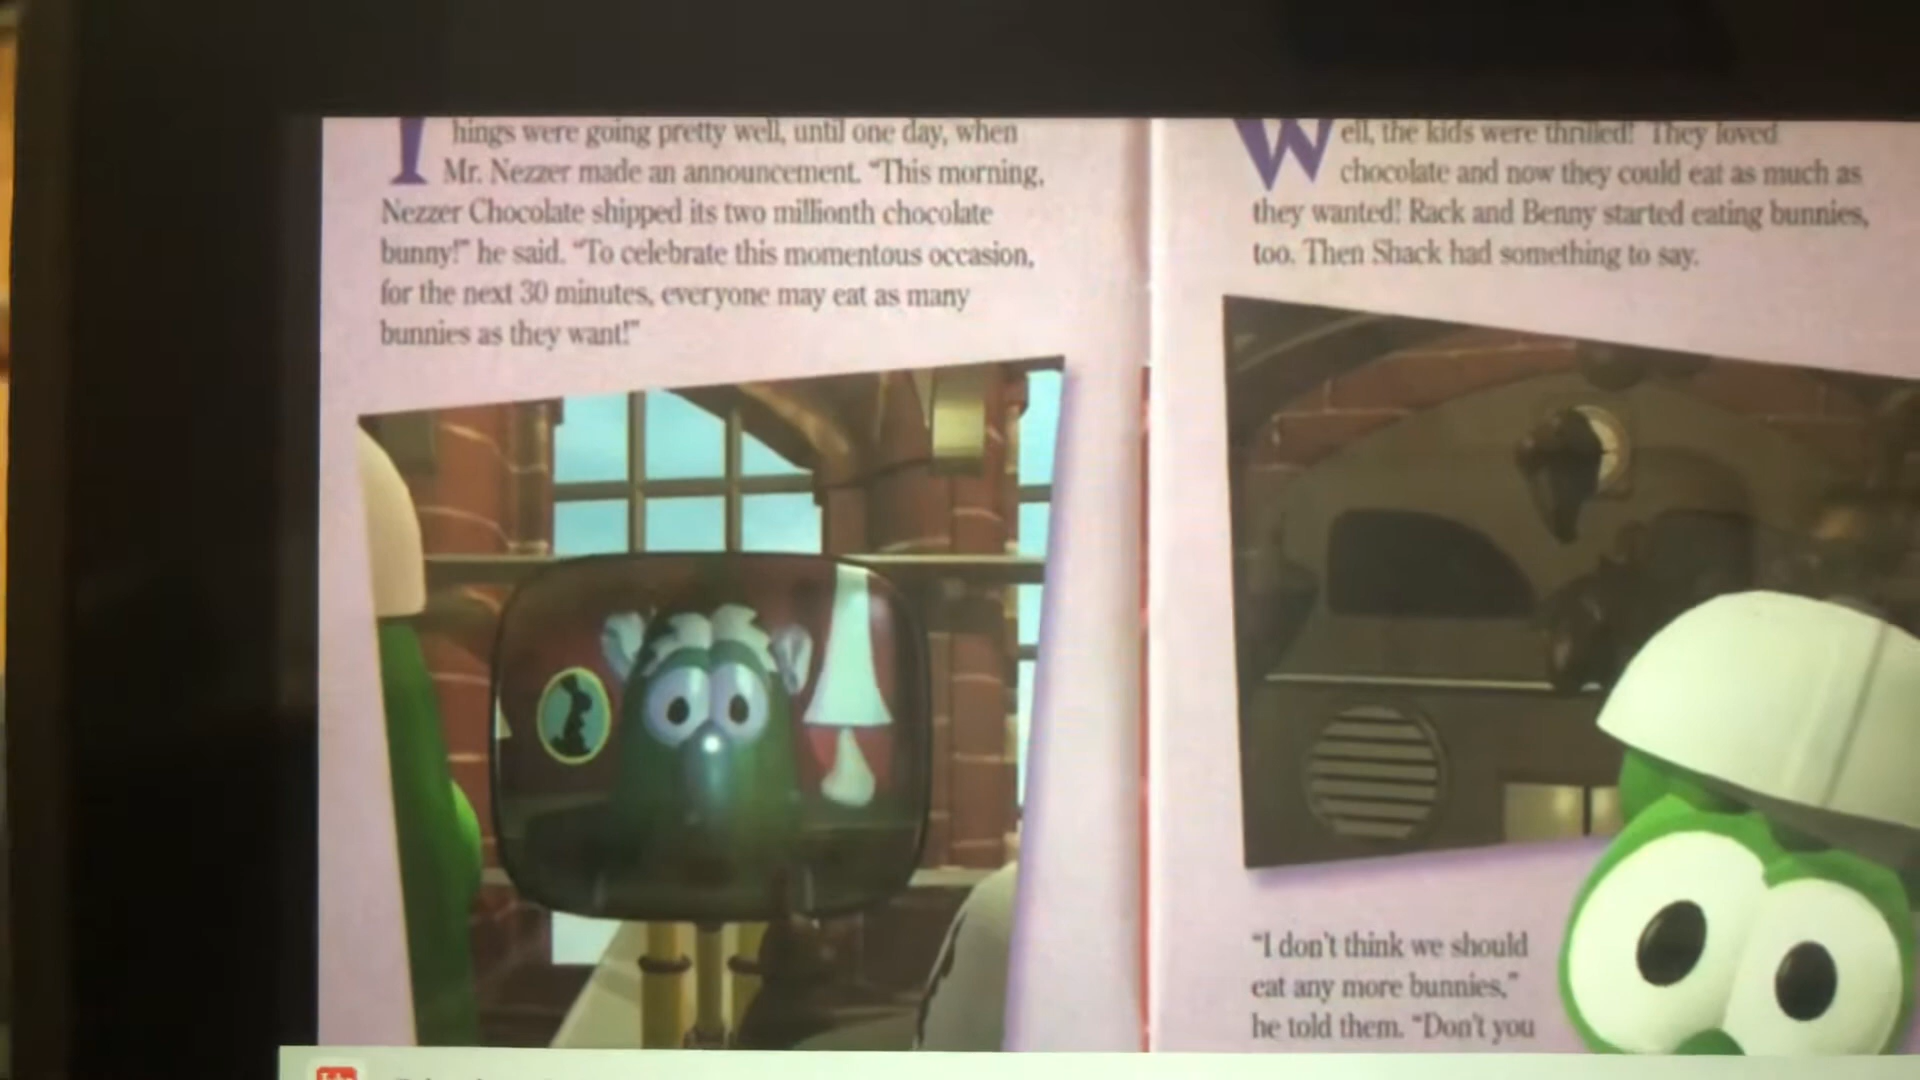 Things were going pretty well, until one day, when
Mr. Nezzer made an announcement. "This morning,
Nezzer Chocolate shipped its two millionth chocolate
bunny!" he said. "To celebrate this momentous occasion,
for the next 30 minutes, everyone may eat as many
bunnies as they want!"
Well, the kids were thrilled! They loved
chocolate and now they could eat as much as
they wanted! Rack and Benny started eating bunnies,
too. Then Shack had something to say.
"I don't think we should
eat any more bunnies,"
he told them. "Don't you